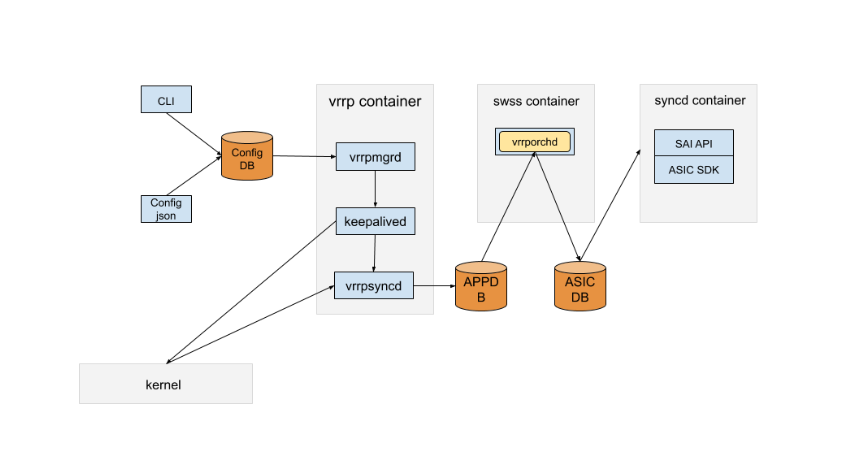 CLI
Config
DB
Config
json
vrrp container
vrrpmgrd
keepalived
vrrpsyncd
kernel
APPD
B
swss container
vrrporchd
ASIC
DB
syncd container
SAI API
ASIC SDK